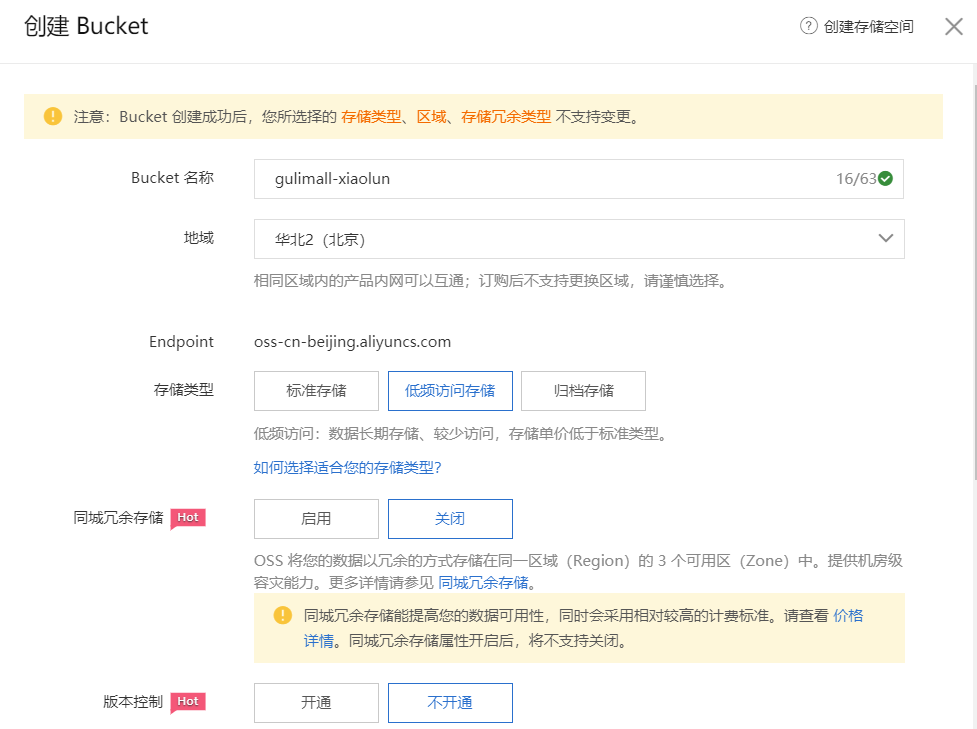 创建 Bucket
创建存储空间
注意：Bucket 创建成功后，您所选择的 存储类型、区域、存储冗余类型 不支持变更。
Bucket 名称
gulimall-xiaolun
16/63
地域
华北2（北京）
相同区域内的产品内网可以互通；订购后不支持更换区域，请谨慎选择。
Endpoint
oss-cn-beijing.aliyuncs.com
存储类型
标准存储
低频访问存储
归档存储
低频访问：数据长期存储、较少访问，存储单价低于标准类型。
如何选择适合您的存储类型?
同城冗余存储
Hot
启用
关闭
OSS 将您的数据以冗余的方式存储在同一区域（Region）的 3 个可用区（Zone）中。提供机房级
容灾能力。更多详情请参见 同城冗余存储。
同城冗余存储能提高您的数据可用性，同时会采用相对较高的计费标准。请查看 价格
详情。同城冗余存储属性开启后，将不支持关闭。
版本控制
Hot
开通
不开通